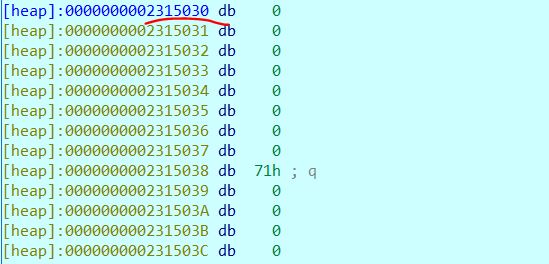 [heap]:0000000002315030 db    0
[heap]:0000000002315031 db    0
[heap]:0000000002315032 db    0
[heap]:0000000002315033 db    0
[heap]:0000000002315034 db    0
[heap]:0000000002315035 db    0
[heap]:0000000002315036 db    0
[heap]:0000000002315037 db    0
[heap]:0000000002315038 db  71h ; q
[heap]:0000000002315039 db    0
[heap]:000000000231503A db    0
[heap]:000000000231503B db    0
[heap]:000000000231503C db    0